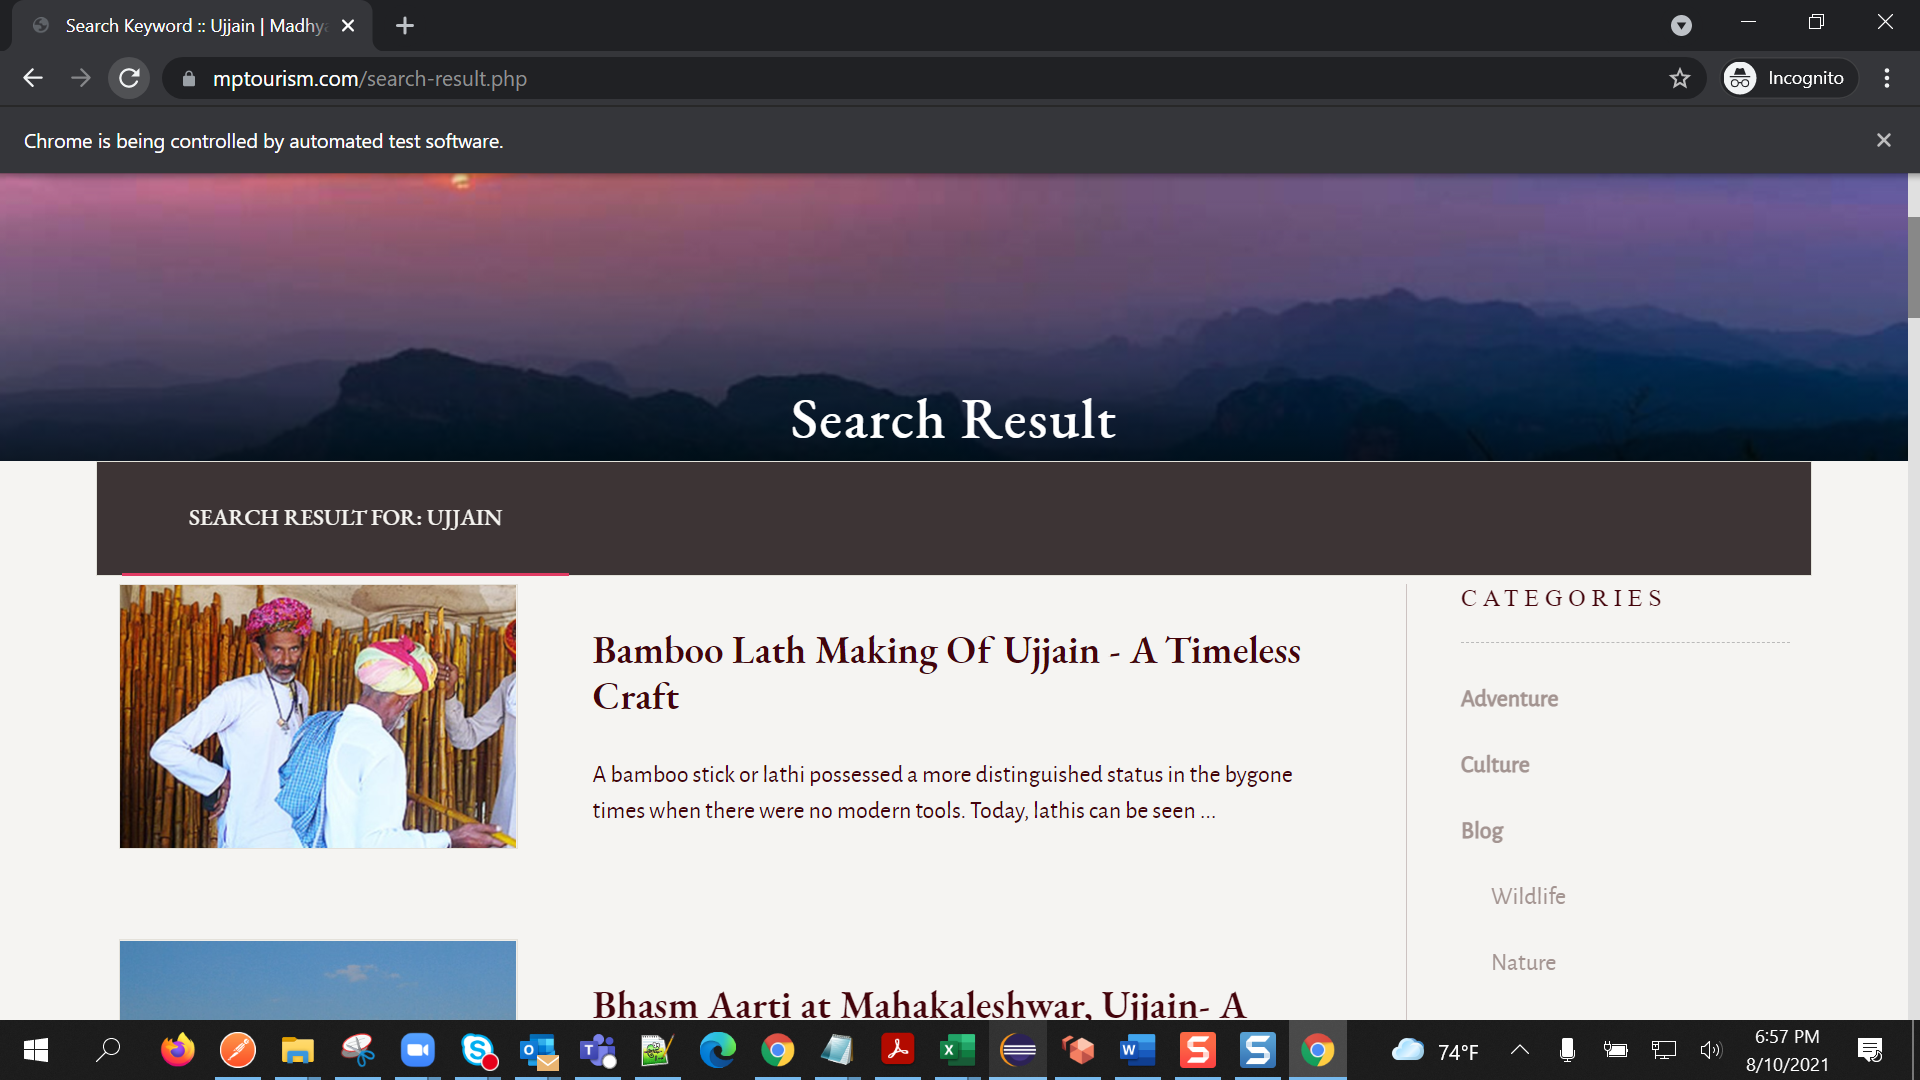 Search Keyword :: Ujjain | Madhya
mptourism.com/search-result.php
Incognito
Chrome is being controlled by automated test software.
Search Result
SEARCH RESULT FOR: UJJAIN
Bamboo Lath Making Of Ujjain - A Timeless
Craft
A bamboo stick or lathi possessed a more distinguished status in the bygone
times when there were no modern tools. Today, lathis can be seen ...
Bhasm Aarti at Mahakaleshwar, Ujjain- A
CATEGORIES
Adventure
Culture
Blog
Wildlife
Nature
74°F
6:57 PM
8/10/2021